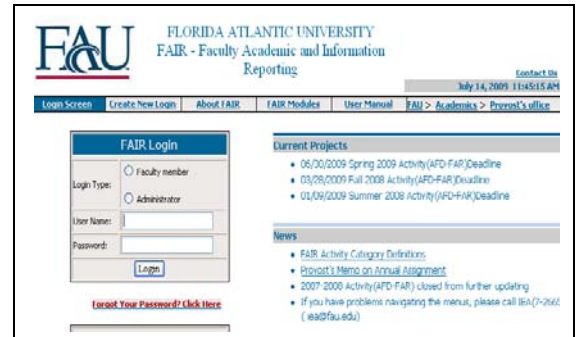 FAU
FLORIDA ATLANTIC UNIVERSITY
FAIR - Faculty Academic and Information
Reporting
Contact Us
July 14, 2009 11:45:15 AM
Login Screen Create New Login About FAIR FAIR Modules User Manual FAU > Academics > Provost's office
FAIR Login
Login Type:
Faculty member
Administrator
User Name:
Password:
Login
Forgot Your Password? Click Here
Current Projects
06/30/2009 Spring 2009 Activity(AFD-FAR)Deadline
03/28/2009 Fall 2008 Activity(AFD-FAR)Deadline
01/09/2009 Summer 2008 Activity(AFD-FAR)Deadline
News
FAIR Activity Category Definitions
Provost's Memo on Annual Assignment
2007-2008 Activity(AFD-FAR) closed from further updating
If you have problems navigating the menus, please call IEA(7-266
( iea@fau.edu)